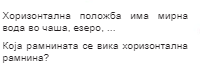 Хоризонтална положба има мирна
вода во чаша, езеро, ...
Која рамнината се вика хоризонтална
рамнина?